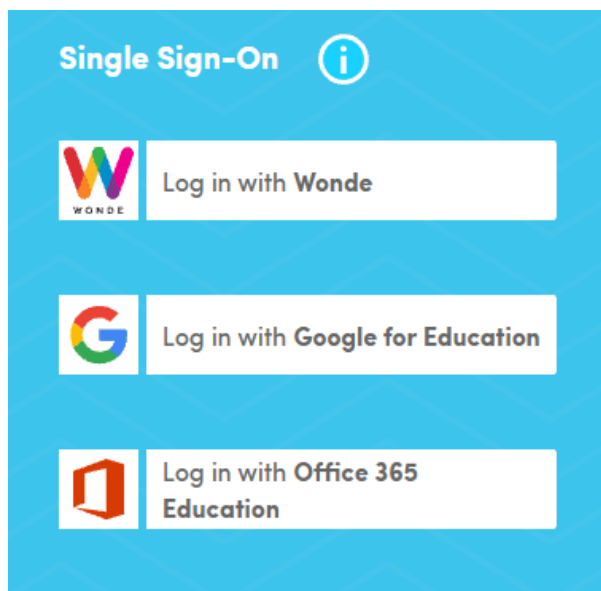 Single Sign-On i
WONDE
Log in with Wonde
Log in with Google for Education
Log in with Office 365
Education